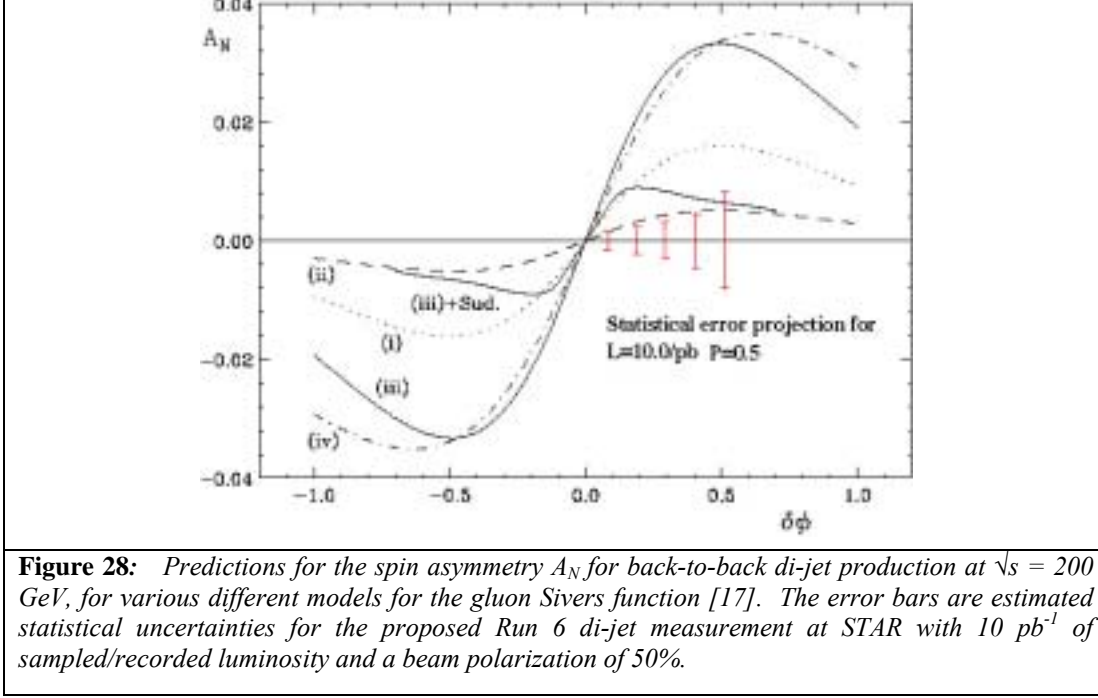 0.04
A_N
0.02
0.00
(ii)
(iii)+Sud.
(i)
Statistical error projection for
L=10.0/pb P=0.5
−0.02
(iii)
(iv)
−0.04
−1.0 −0.5 0.0 0.5 1.0
δϕ
Figure 28: Predictions for the spin asymmetry A_N for back-to-back di-jet production at √s = 200
GeV, for various different models for the gluon Sivers function [17]. The error bars are estimated
statistical uncertainties for the proposed Run 6 di-jet measurement at STAR with 10 pb⁻¹ of
sampled/recorded luminosity and a beam polarization of 50%.